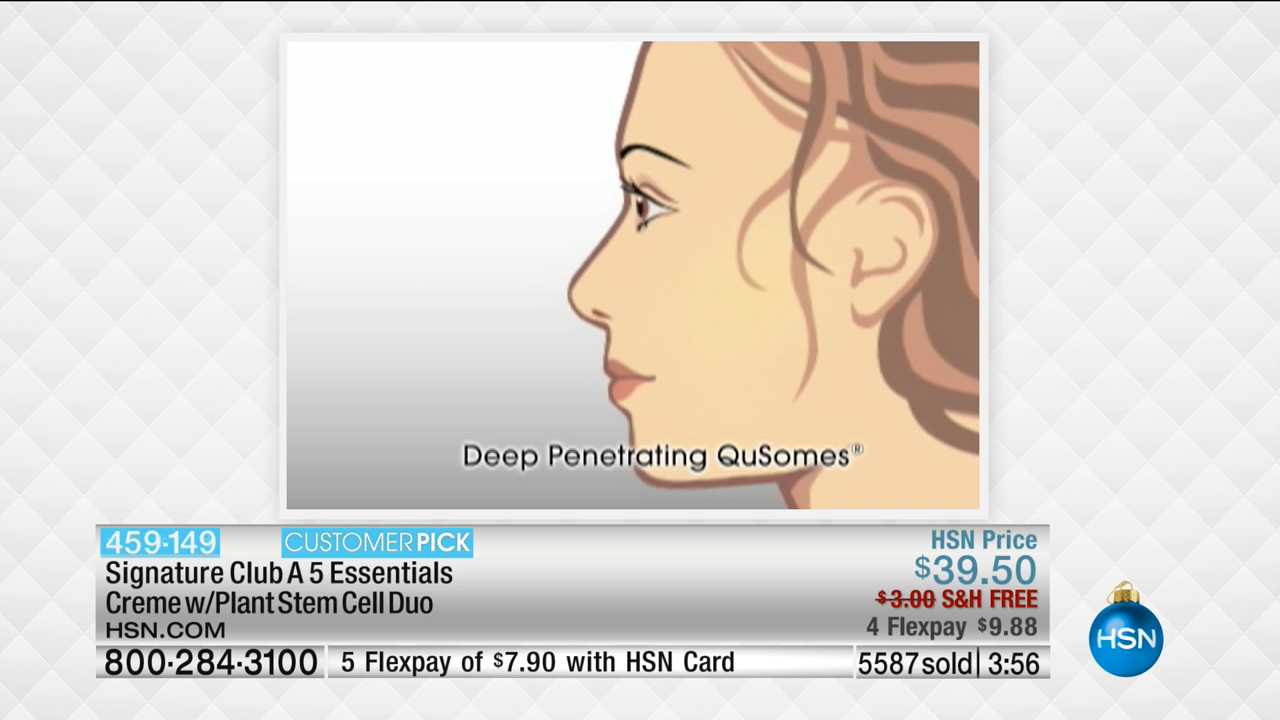 Deep Penetrating QuSomes®
459-149 CUSTOMERPICK
Signature Club A 5 Essentials
Creme w/Plant Stem Cell Duo
HSN.COM
HSN Price
$39.50
$3.00 S&H FREE
4 Flexpay $9.88
HSN
800-284-3100
5 Flexpay of $7.90 with HSN Card
5587 sold 3:56